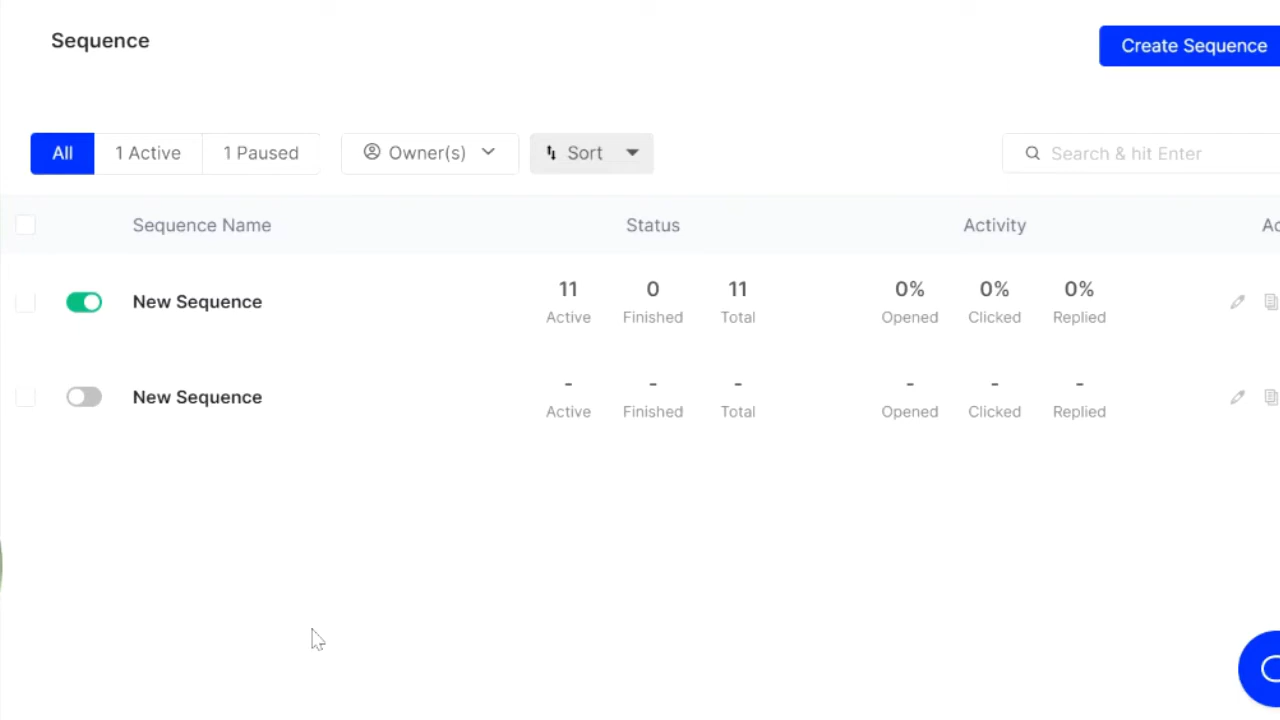 Sequence
Create Sequence
All
1 Active
1 Paused
Owner(s)
Sort
Search & hit Enter
Sequence Name
Status
Activity
New Sequence
11
0
11
0%
0%
0%
Active
Finished
Total
Opened
Clicked
Replied
New Sequence
-
-
-
-
-
-
Active
Finished
Total
Opened
Clicked
Replied